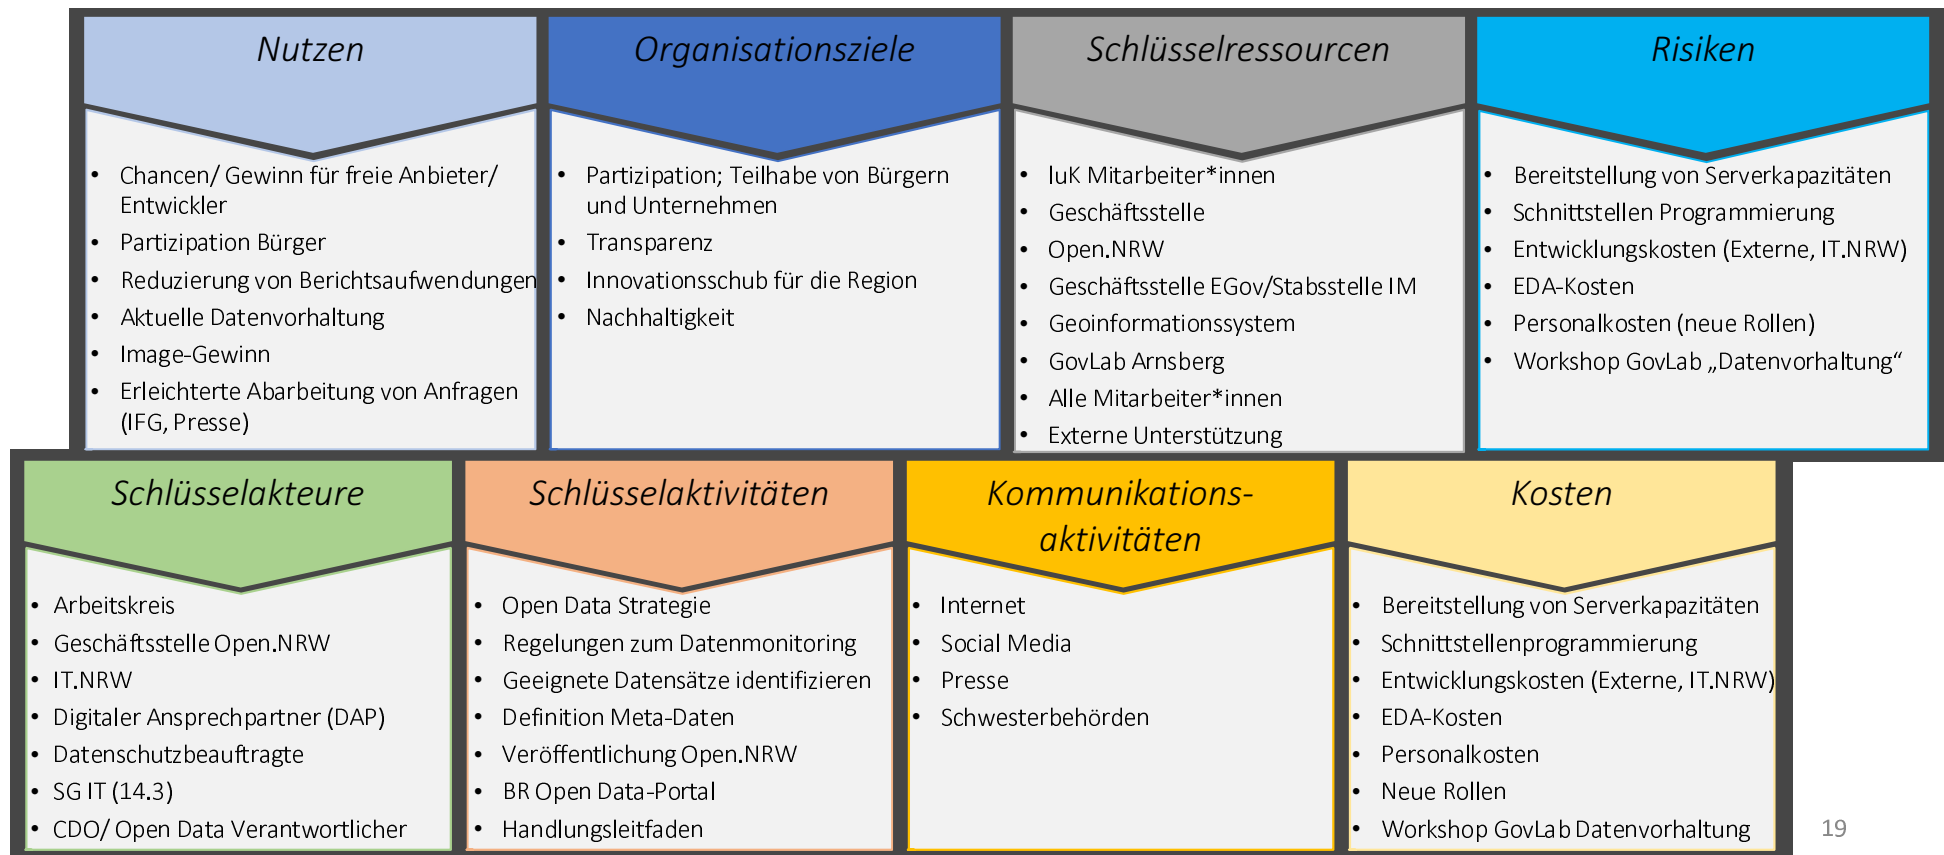 Nutzen
Chancen/ Gewinn für freie Anbieter/
Entwickler
Partizipation Bürger
Reduzierung von Berichtsaufwendungen
Aktuelle Datenvorhaltung
Image-Gewinn
Erleichterte Abarbeitung von Anfragen
(IFG, Presse)
Organisationsziele
Partizipation; Teilhabe von Bürgern
und Unternehmen
Transparenz
Innovationsschub für die Region
Nachhaltigkeit
Schlüsselressourcen
IuK Mitarbeiter*innen
Geschäftsstelle
Open.NRW
Geschäftsstelle EGov/Stabsstelle IM
Geoinformationssystem
GovLab Arnsberg
Alle Mitarbeiter*innen
Externe Unterstützung
Risiken
Bereitstellung von Serverkapazitäten
Schnittstellen Programmierung
Entwicklungskosten (Externe, IT.NRW)
EDA-Kosten
Personalkosten (neue Rollen)
Workshop GovLab „Datenvorhaltung“
Schlüsselakteure
Arbeitskreis
Geschäftsstelle Open.NRW
IT.NRW
Digitaler Ansprechpartner (DAP)
Datenschutzbeauftragte
SG IT (14.3)
CDO/ Open Data Verantwortlicher
Schlüsselaktivitäten
Open Data Strategie
Regelungen zum Datenmonitoring
Geeignete Datensätze identifizieren
Definition Meta-Daten
Veröffentlichung Open.NRW
BR Open Data-Portal
Handlungsleitfaden
Kommunikations-
aktivitäten
Internet
Social Media
Presse
Schwesterbehörden
Kosten
Bereitstellung von Serverkapazitäten
Schnittstellenprogrammierung
Entwicklungskosten (Externe, IT.NRW)
EDA-Kosten
Personalkosten
Neue Rollen
Workshop GovLab Datenvorhaltung
19